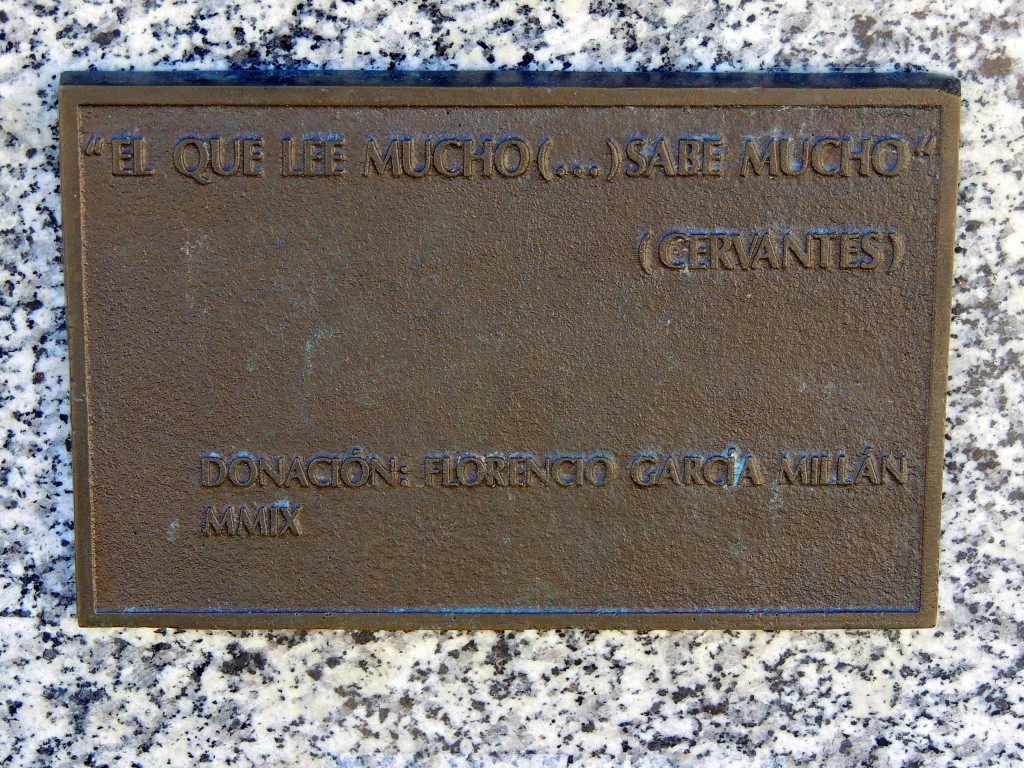 “EL QUE LEE MUCHO(...)SABE MUCHO“
(CERVANTES)
DONACIÓN: FLORENCIO GARCÍA MILLÁN
MMIX